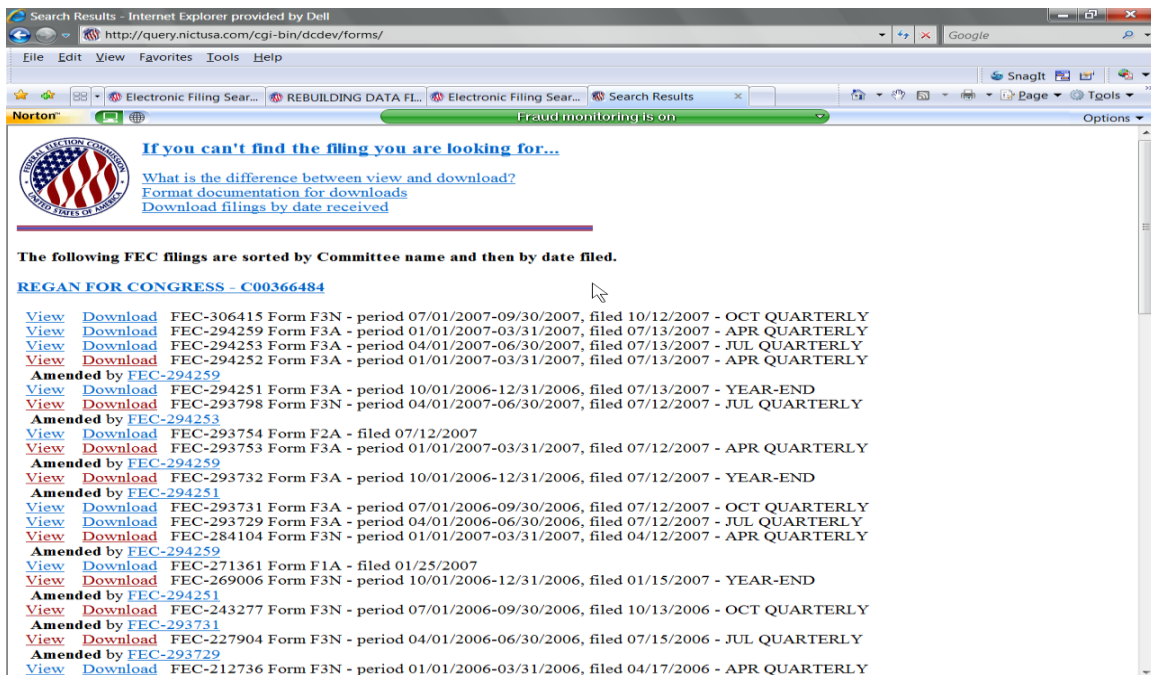 Search Results - Internet Explorer provided by Dell
http://query.nictusa.com/cgi-bin/dcdev/forms/
Google
File Edit View Favorites Tools Help
SnagIt
Electronic Filing Sear... REBUILDING DATA FI... Electronic Filing Sear... Search Results
Page Tools
Norton
Fraud monitoring is on
Options
FEDERAL ELECTION COMMISSION
UNITED STATES OF AMERICA
If you can't find the filing you are looking for...
What is the difference between view and download?
Format documentation for downloads
Download filings by date received
The following FEC filings are sorted by Committee name and then by date filed.
REGAN FOR CONGRESS - C00366484
View Download FEC-306415 Form F3N - period 07/01/2007-09/30/2007, filed 10/12/2007 - OCT QUARTERLY
View Download FEC-294259 Form F3A - period 01/01/2007-03/31/2007, filed 07/13/2007 - APR QUARTERLY
View Download FEC-294253 Form F3A - period 04/01/2007-06/30/2007, filed 07/13/2007 - JUL QUARTERLY
View Download FEC-294252 Form F3A - period 01/01/2007-03/31/2007, filed 07/13/2007 - APR QUARTERLY
Amended by FEC-294259
View Download FEC-294251 Form F3A - period 10/01/2006-12/31/2006, filed 07/13/2007 - YEAR-END
View Download FEC-293798 Form F3N - period 04/01/2007-06/30/2007, filed 07/12/2007 - JUL QUARTERLY
Amended by FEC-294253
View Download FEC-293754 Form F2A - filed 07/12/2007
View Download FEC-293753 Form F3A - period 01/01/2007-03/31/2007, filed 07/12/2007 - APR QUARTERLY
Amended by FEC-294259
View Download FEC-293732 Form F3A - period 10/01/2006-12/31/2006, filed 07/12/2007 - YEAR-END
Amended by FEC-294251
View Download FEC-293731 Form F3A - period 07/01/2006-09/30/2006, filed 07/12/2007 - OCT QUARTERLY
View Download FEC-293729 Form F3A - period 04/01/2006-06/30/2006, filed 07/12/2007 - JUL QUARTERLY
View Download FEC-284104 Form F3N - period 01/01/2007-03/31/2007, filed 04/12/2007 - APR QUARTERLY
Amended by FEC-294259
View Download FEC-271361 Form F1A - filed 01/25/2007
View Download FEC-269006 Form F3N - period 10/01/2006-12/31/2006, filed 01/15/2007 - YEAR-END
Amended by FEC-294251
View Download FEC-243277 Form F3N - period 07/01/2006-09/30/2006, filed 10/13/2006 - OCT QUARTERLY
Amended by FEC-293731
View Download FEC-227904 Form F3N - period 04/01/2006-06/30/2006, filed 07/15/2006 - JUL QUARTERLY
Amended by FEC-293729
View Download FEC-212736 Form F3N - period 01/01/2006-03/31/2006, filed 04/17/2006 - APR QUARTERLY